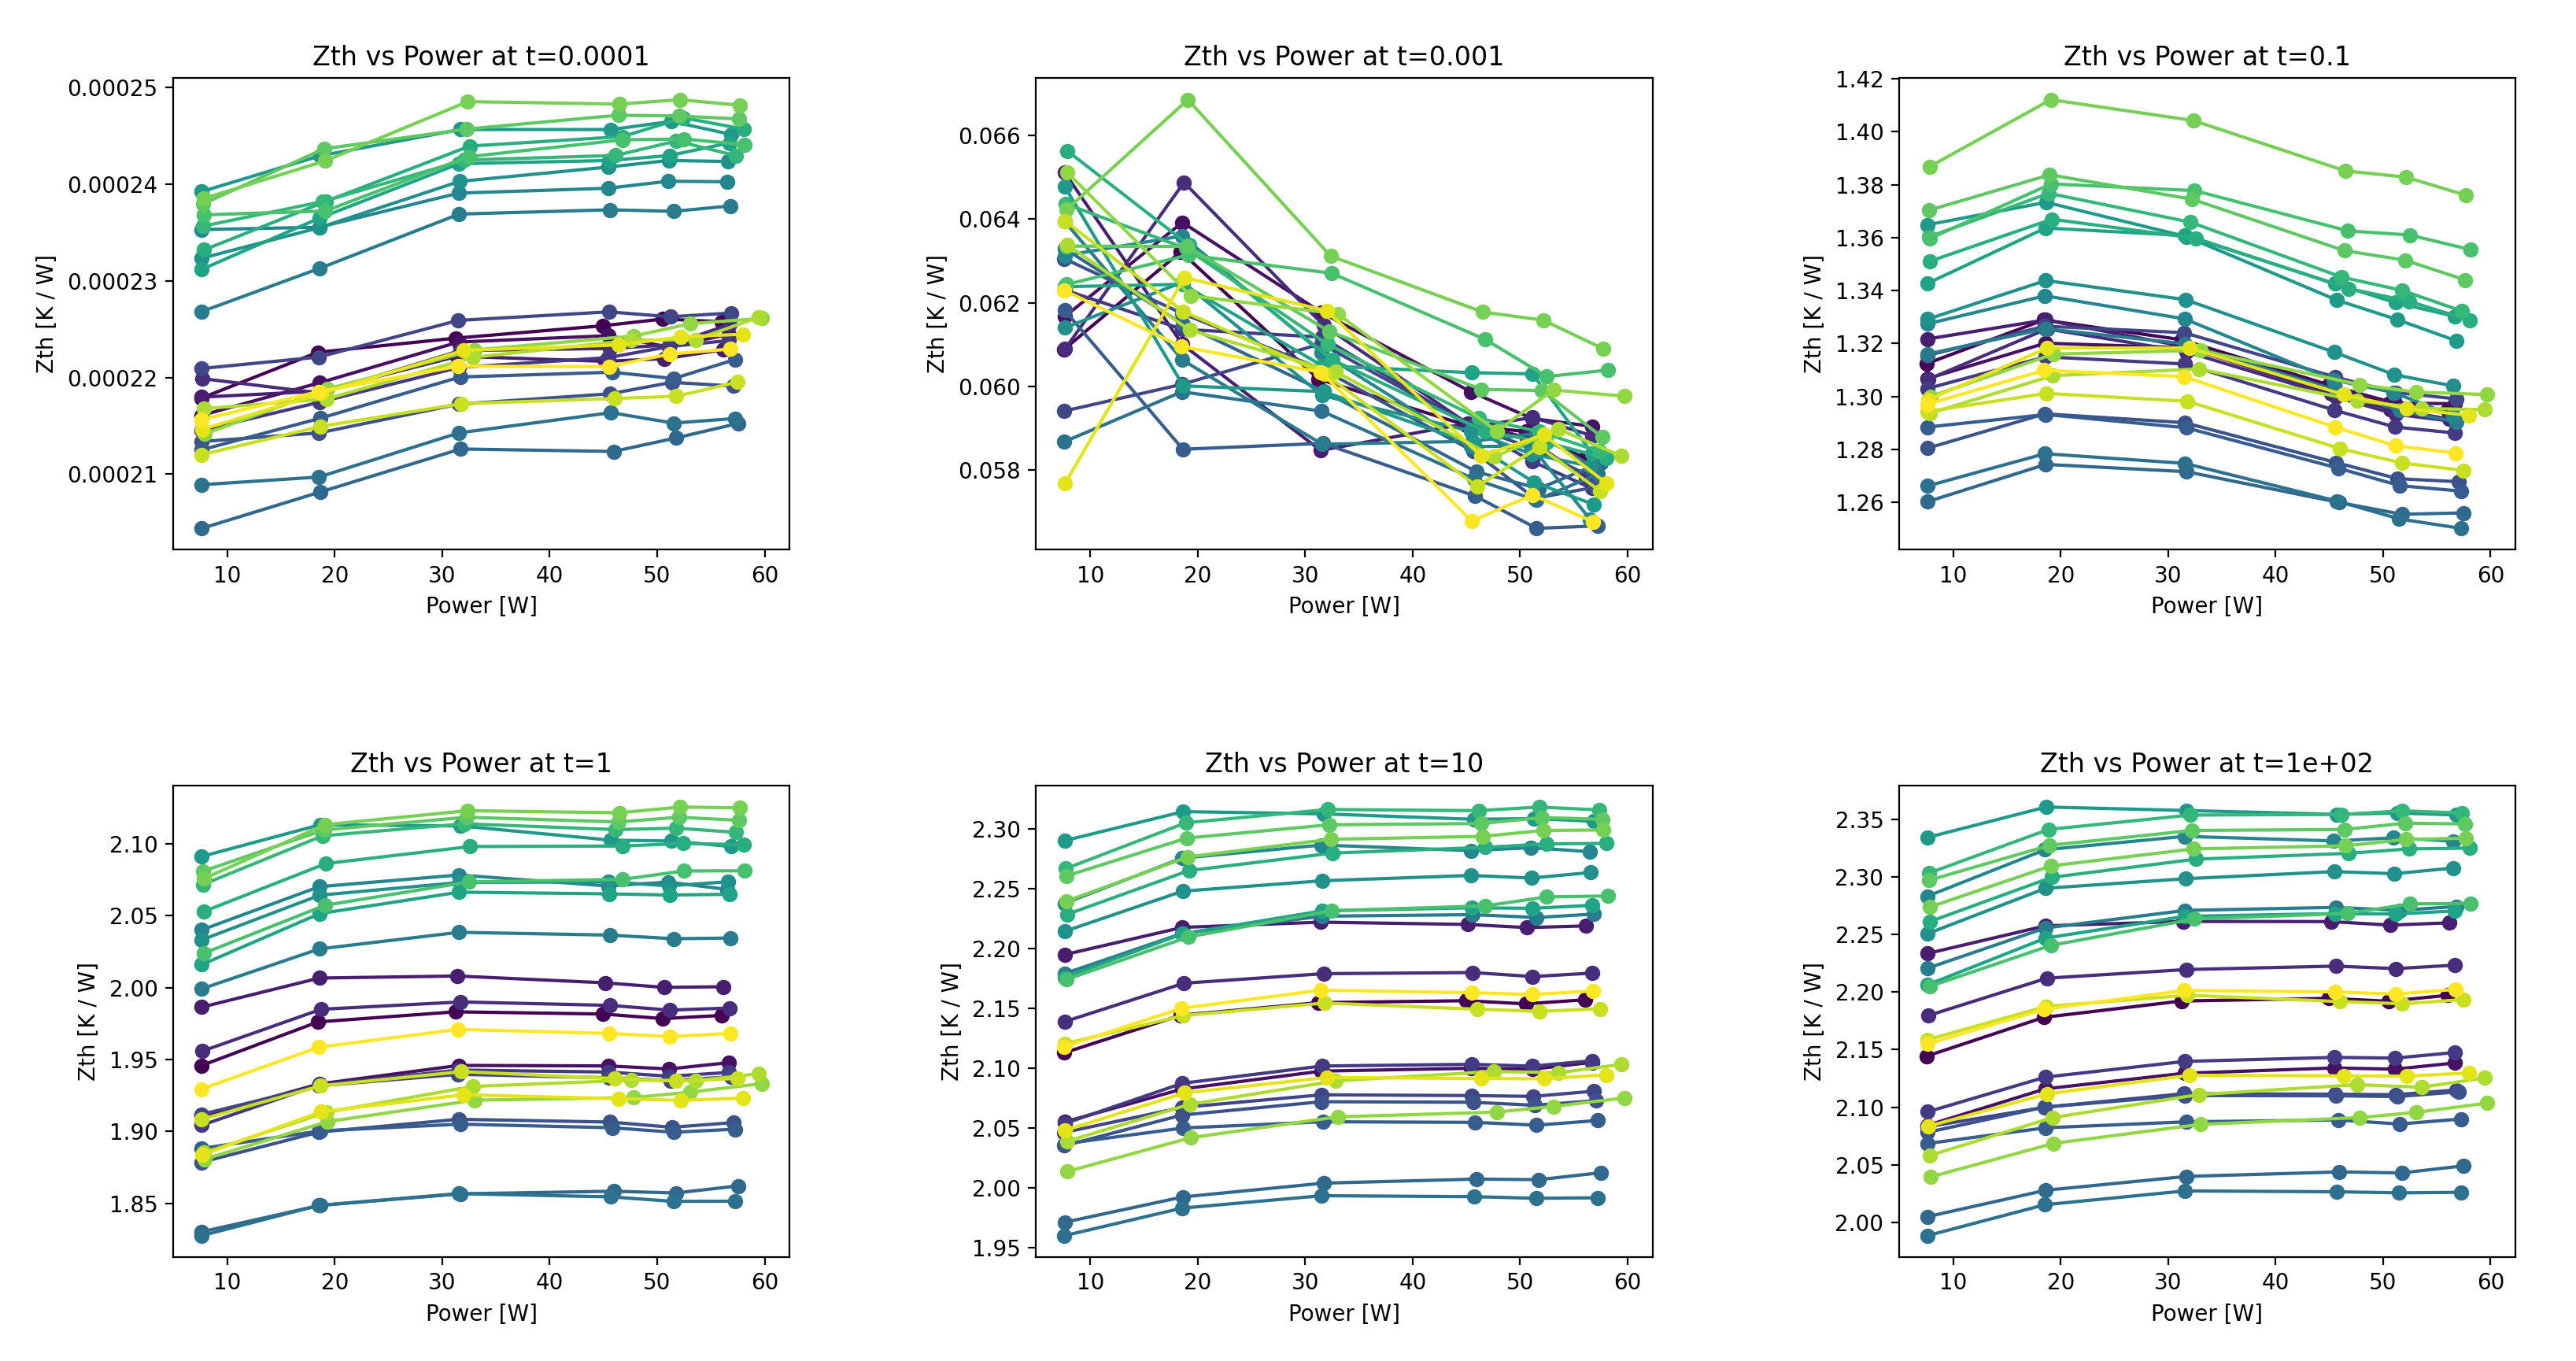 Zth vs Power at t=0.0001
0.00025
0.00024
0.00023
0.00022
0.00021
Zth [K / W]
10 20 30 40 50 60
Power [W]
Zth vs Power at t=0.001
0.066
0.064
0.062
0.060
0.058
Zth [K / W]
10 20 30 40 50 60
Power [W]
Zth vs Power at t=0.1
1.42
1.40
1.38
1.36
1.34
1.32
1.30
1.28
1.26
Zth [K / W]
10 20 30 40 50 60
Power [W]
Zth vs Power at t=1
2.10
2.05
2.00
1.95
1.90
1.85
Zth [K / W]
10 20 30 40 50 60
Power [W]
Zth vs Power at t=10
2.30
2.25
2.20
2.15
2.10
2.05
2.00
1.95
Zth [K / W]
10 20 30 40 50 60
Power [W]
Zth vs Power at t=1e+02
2.35
2.30
2.25
2.20
2.15
2.10
2.05
2.00
Zth [K / W]
10 20 30 40 50 60
Power [W]